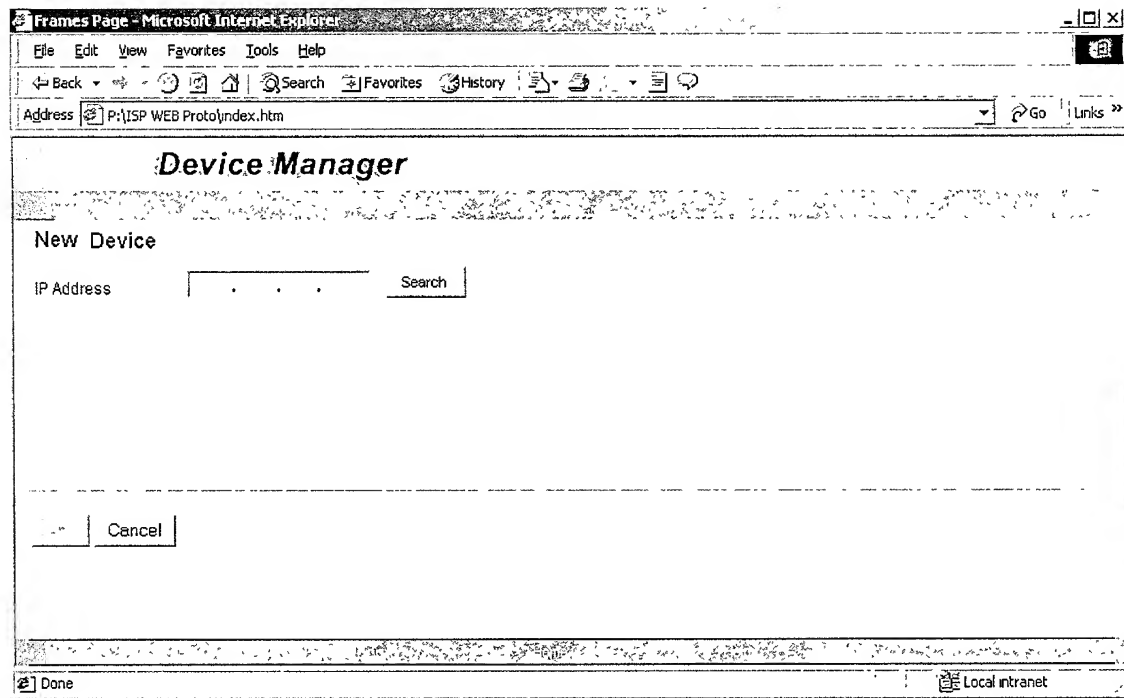 Frames Page - Microsoft Internet Explorer
File Edit View Favorites Tools Help
Back Search Favorites History
Address P:\ISP WEB Proto\index.htm Go Links »
Device Manager
New Device
IP Address . . . Search
Cancel
Done Local intranet